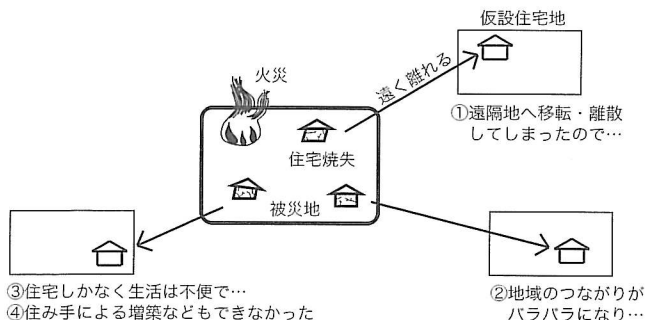 仮設住宅地
火災
遠く離れる
①遠隔地へ移転・離散
してしまったので…
住宅焼失
被災地
③住宅しかなく生活は不便で…
④住み手による増築などもできなかった
②地域のつながりが
バラバラになり…